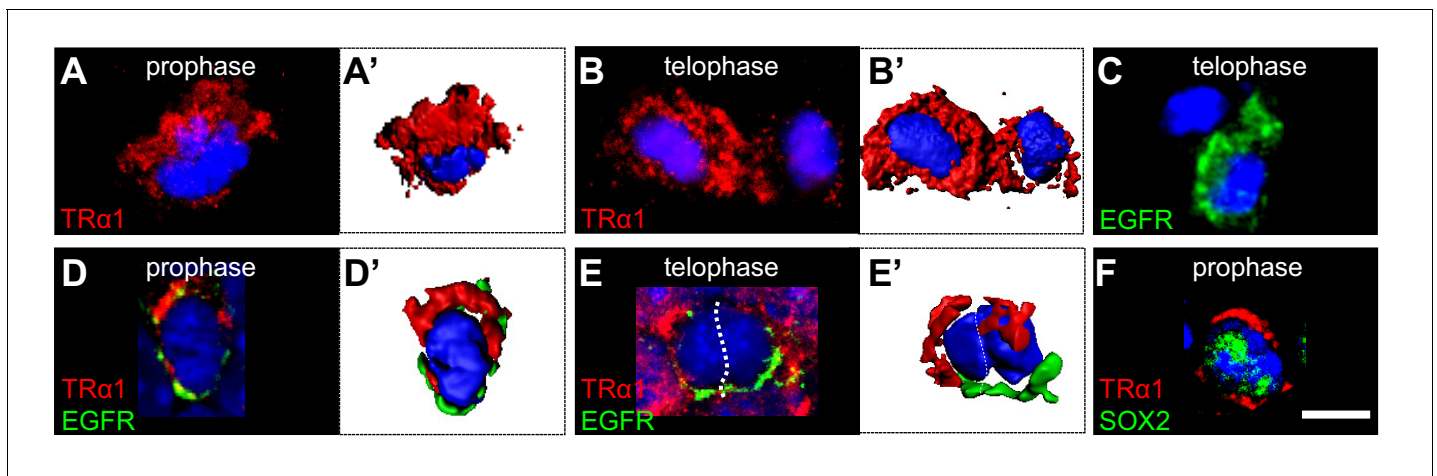 A prophase
TRα1
A’
B telophase
TRα1
B’
C telophase
EGFR
D prophase
TRα1
EGFR
D’
E telophase
TRα1
EGFR
E’
F prophase
TRα1
SOX2